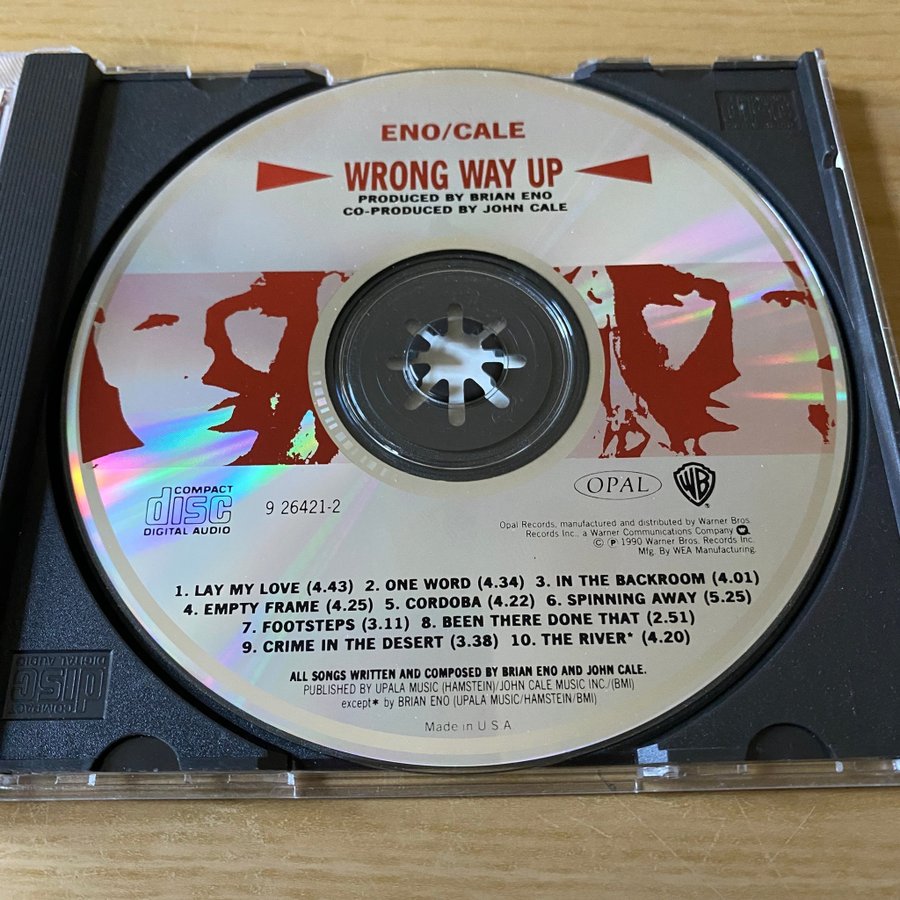 ENO/CALE
WRONG WAY UP
PRODUCED BY BRIAN ENO
CO-PRODUCED BY JOHN CALE
COMPACT
disc
DIGITAL AUDIO
9 26421-2
OPAL
WB
Opal Records, manufactured and distributed by Warner Bros.
Records Inc., a Warner Communications Company
© ℗ 1990 Warner Bros. Records Inc.
Mfg. By WEA Manufacturing.
1. LAY MY LOVE (4.43) 2. ONE WORD (4.34) 3. IN THE BACKROOM (4.01)
4. EMPTY FRAME (4.25) 5. CORDOBA (4.22) 6. SPINNING AWAY (5.25)
7. FOOTSTEPS (3.11) 8. BEEN THERE DONE THAT (2.51)
9. CRIME IN THE DESERT (3.38) 10. THE RIVER* (4.20)
ALL SONGS WRITTEN AND COMPOSED BY BRIAN ENO AND JOHN CALE.
PUBLISHED BY UPALA MUSIC (HAMSTEIN)/JOHN CALE MUSIC INC./(BMI)
except* by BRIAN ENO (UPALA MUSIC/HAMSTEIN/BMI)
Made in U S A
COMPACT
disc
DIGITAL AUDIO